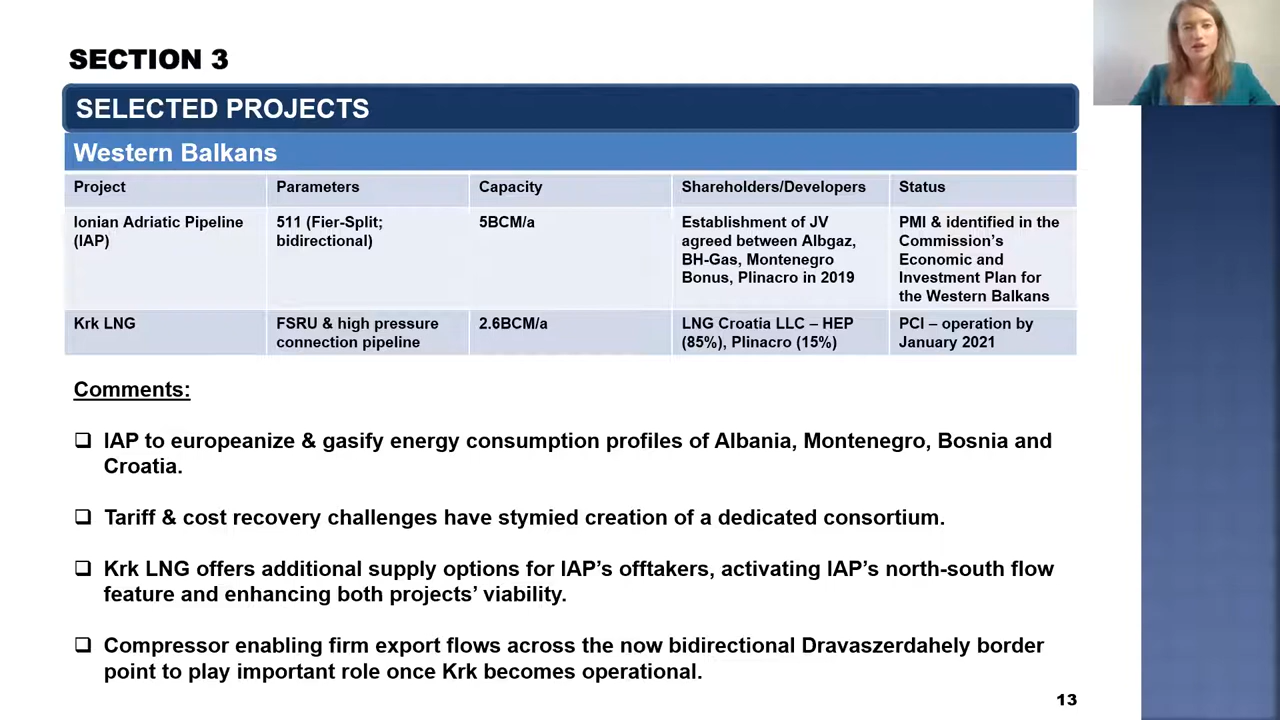 SECTION 3
SELECTED PROJECTS
Western Balkans
Project Parameters Capacity Shareholders/Developers Status
Ionian Adriatic Pipeline
(IAP)
511 (Fier-Split;
bidirectional)
5BCM/a
Establishment of JV
agreed between Albgaz,
BH-Gas, Montenegro
Bonus, Plinacro in 2019
PMI & identified in the
Commission's
Economic and
Investment Plan for
the Western Balkans
Krk LNG
FSRU & high pressure
connection pipeline
2.6BCM/a
LNG Croatia LLC – HEP
(85%), Plinacro (15%)
PCI – operation by
January 2021
Comments:
❑ IAP to europeanize & gasify energy consumption profiles of Albania, Montenegro, Bosnia and
Croatia.
❑ Tariff & cost recovery challenges have stymied creation of a dedicated consortium.
❑ Krk LNG offers additional supply options for IAP's offtakers, activating IAP's north-south flow
feature and enhancing both projects' viability.
❑ Compressor enabling firm export flows across the now bidirectional Dravaszerdahely border
point to play important role once Krk becomes operational.
13